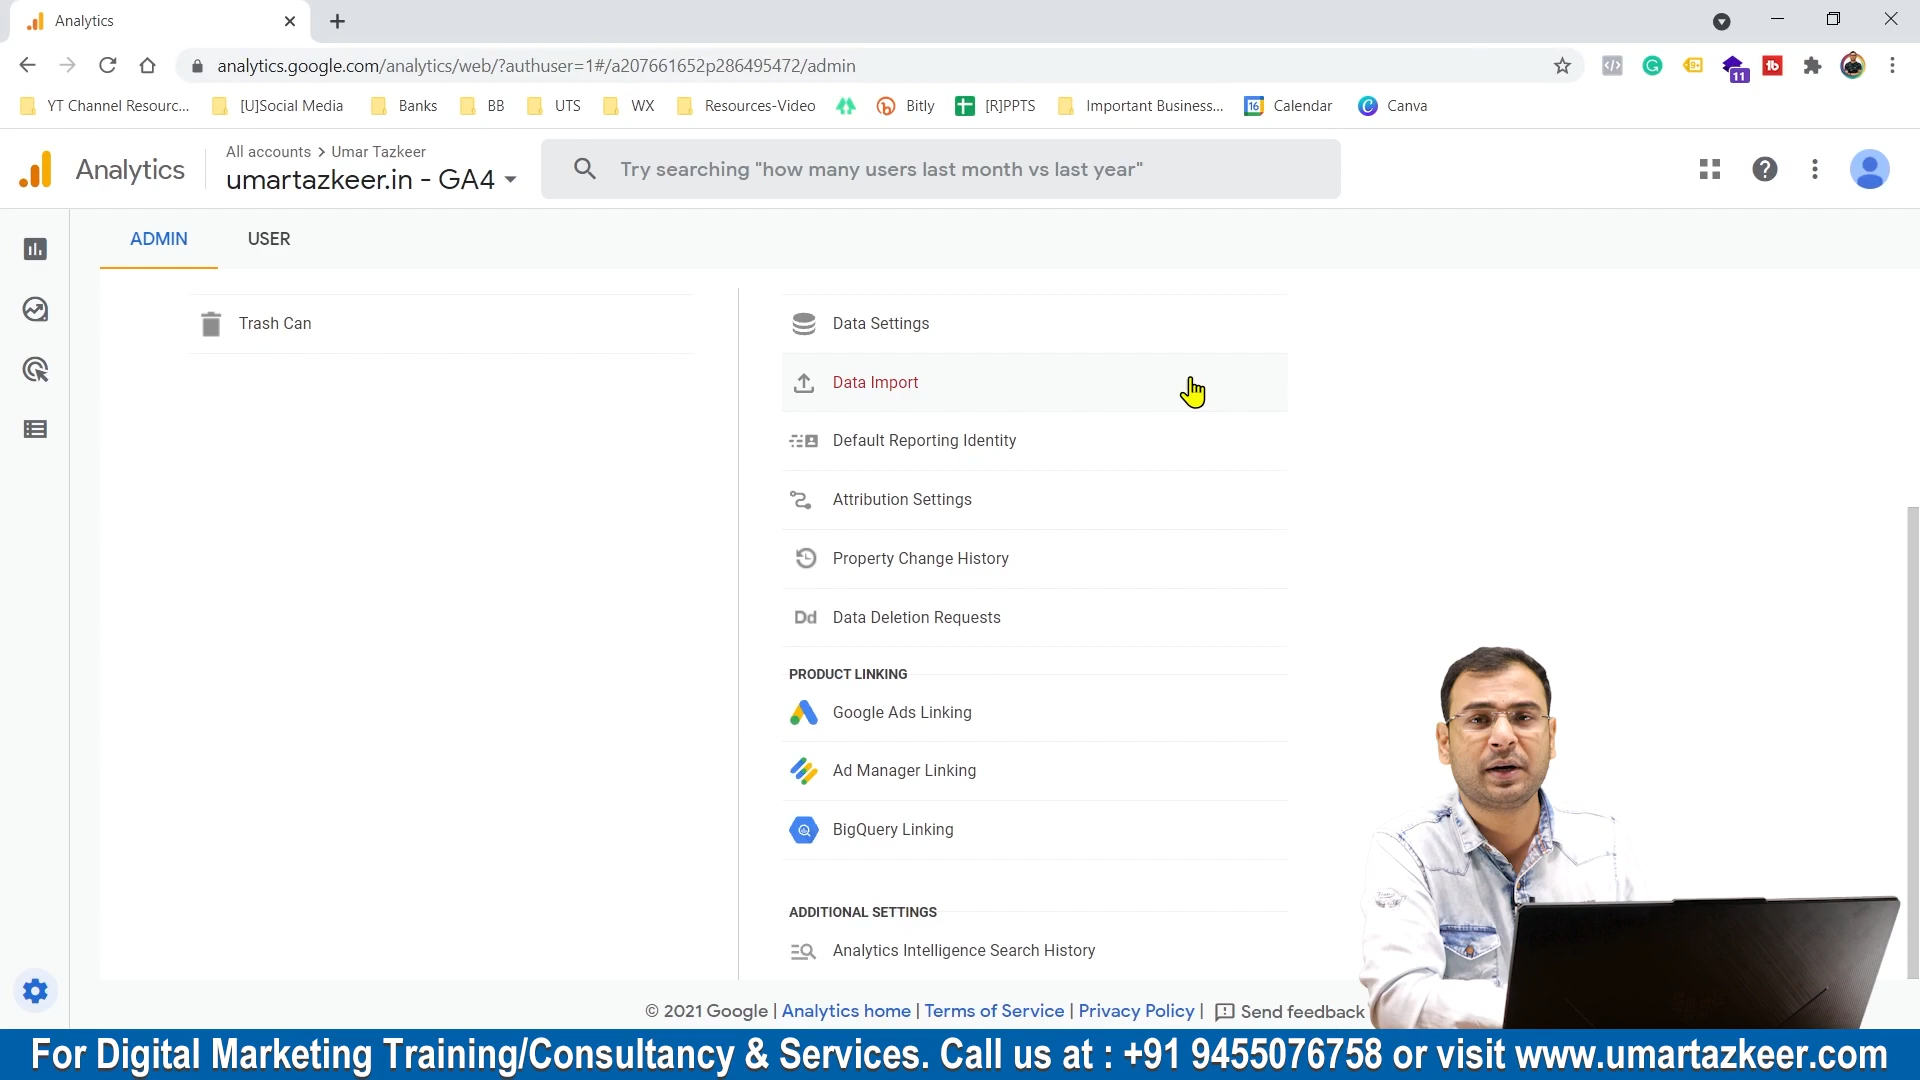 Analytics
analytics.google.com/analytics/web/?authuser=1#/a207661652p286495472/admin
11
YT Channel Resourc...
[U]Social Media
Banks
BB
UTS
WX
Resources-Video
Bitly
[R]PPTS
Important Business...
16
Calendar
Canva
Analytics
All accounts > Umar Tazkeer
umartazkeer.in - GA4
Try searching "how many users last month vs last year"
ADMIN
USER
Trash Can
Data Settings
Data Import
Default Reporting Identity
Attribution Settings
Property Change History
Dd Data Deletion Requests
PRODUCT LINKING
Google Ads Linking
Ad Manager Linking
BigQuery Linking
ADDITIONAL SETTINGS
Analytics Intelligence Search History
© 2021 Google | Analytics home | Terms of Service | Privacy Policy | Send feedback
For Digital Marketing Training/Consultancy & Services. Call us at : +91 9455076758 or visit www.umartazkeer.com